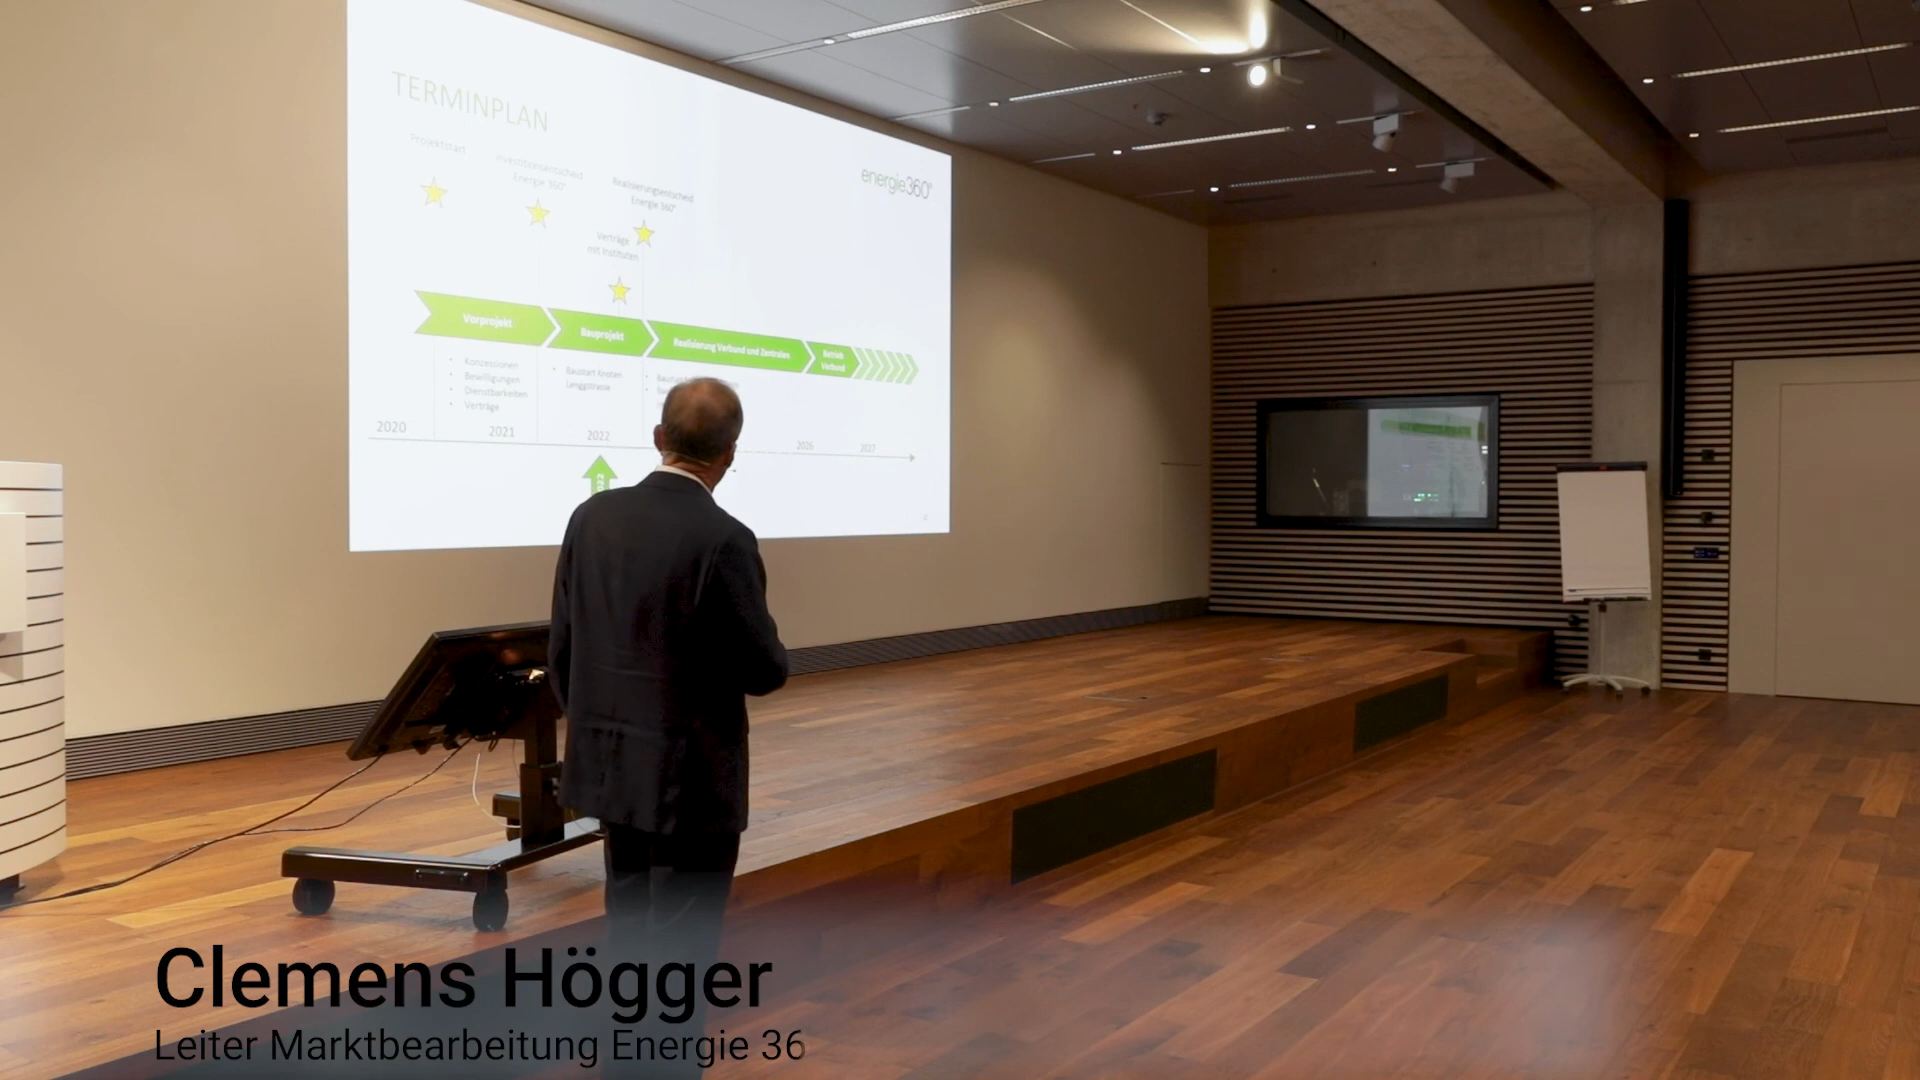 TERMINPLAN
energie360°
Projektstart
Investitionsentscheid
Energie 360°
Realisierungsentscheid
Energie 360°
Verträge
mit Instituten
Vorprojekt
Bauprojekt
Realisierung Verbund und Zentralen
Betrieb
Verbund
• Konzessionen
• Bewilligungen
• Dienstbarkeiten
• Verträge
• Baustart Knoten
Lenggstrasse
2020
2021
2022
2026
2027
Clemens Högger
Leiter Marktbearbeitung Energie 36